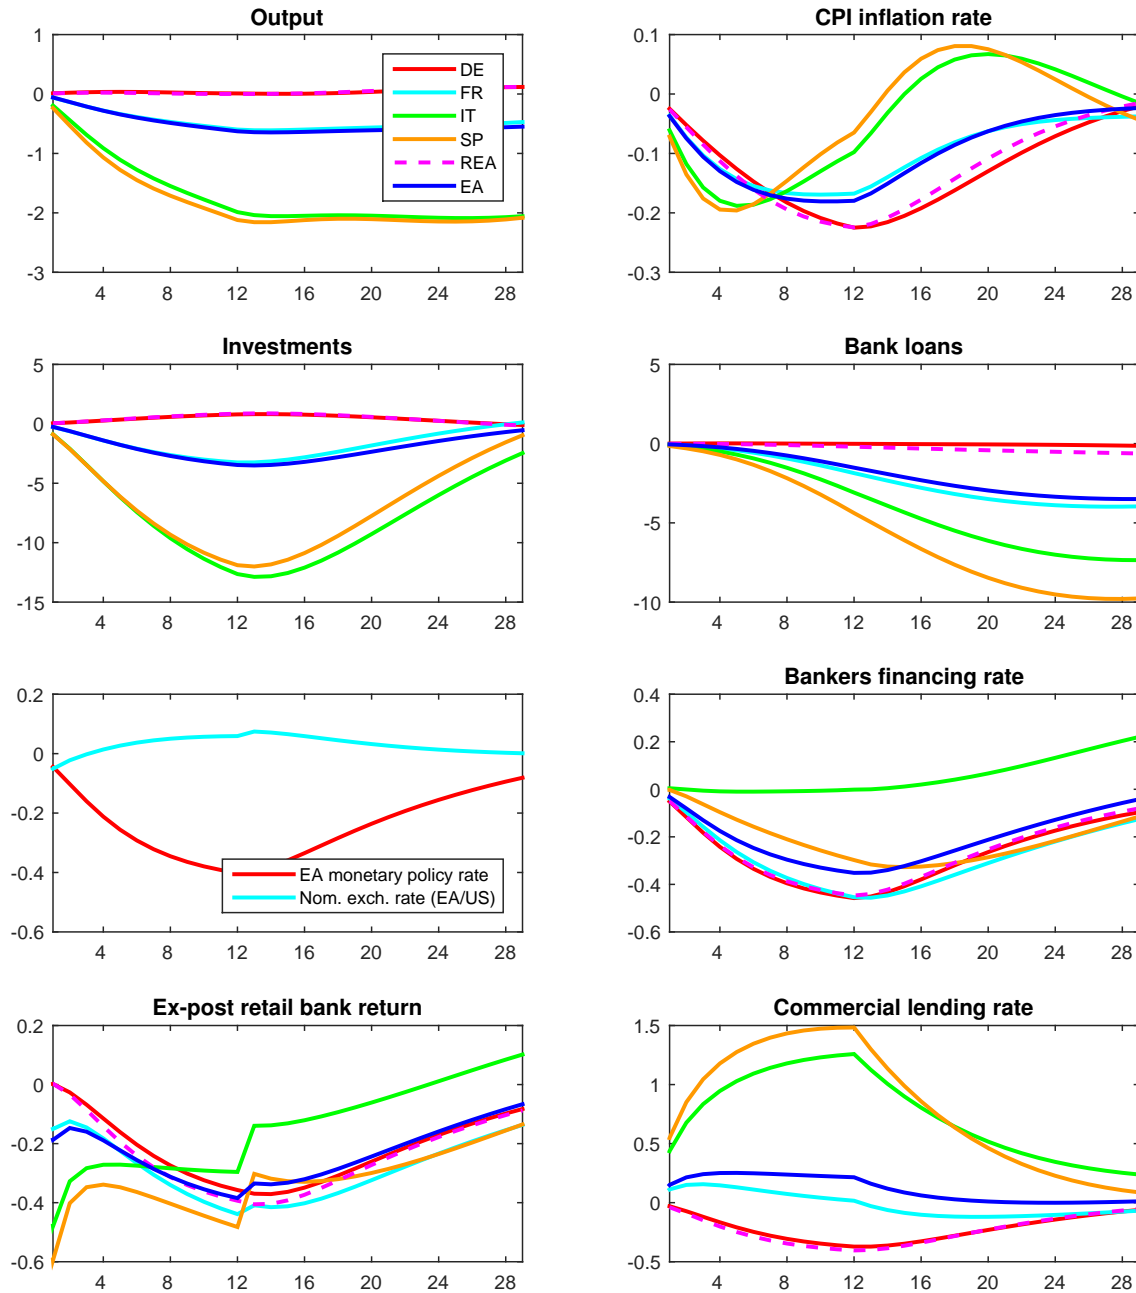 Output
1
0
-1
-2
-3
4 8 12 16 20 24 28
DE
FR
IT
SP
REA
EA
CPI inflation rate
0.1
0
-0.1
-0.2
-0.3
4 8 12 16 20 24 28
Investments
5
0
-5
-10
-15
4 8 12 16 20 24 28
Bank loans
5
0
-5
-10
4 8 12 16 20 24 28
0.2
0
-0.2
-0.4
-0.6
4 8 12 16 20 24 28
EA monetary policy rate
Nom. exch. rate (EA/US)
Bankers financing rate
0.4
0.2
0
-0.2
-0.4
-0.6
4 8 12 16 20 24 28
Ex-post retail bank return
0.2
0
-0.2
-0.4
-0.6
4 8 12 16 20 24 28
Commercial lending rate
1.5
1
0.5
0
-0.5
4 8 12 16 20 24 28